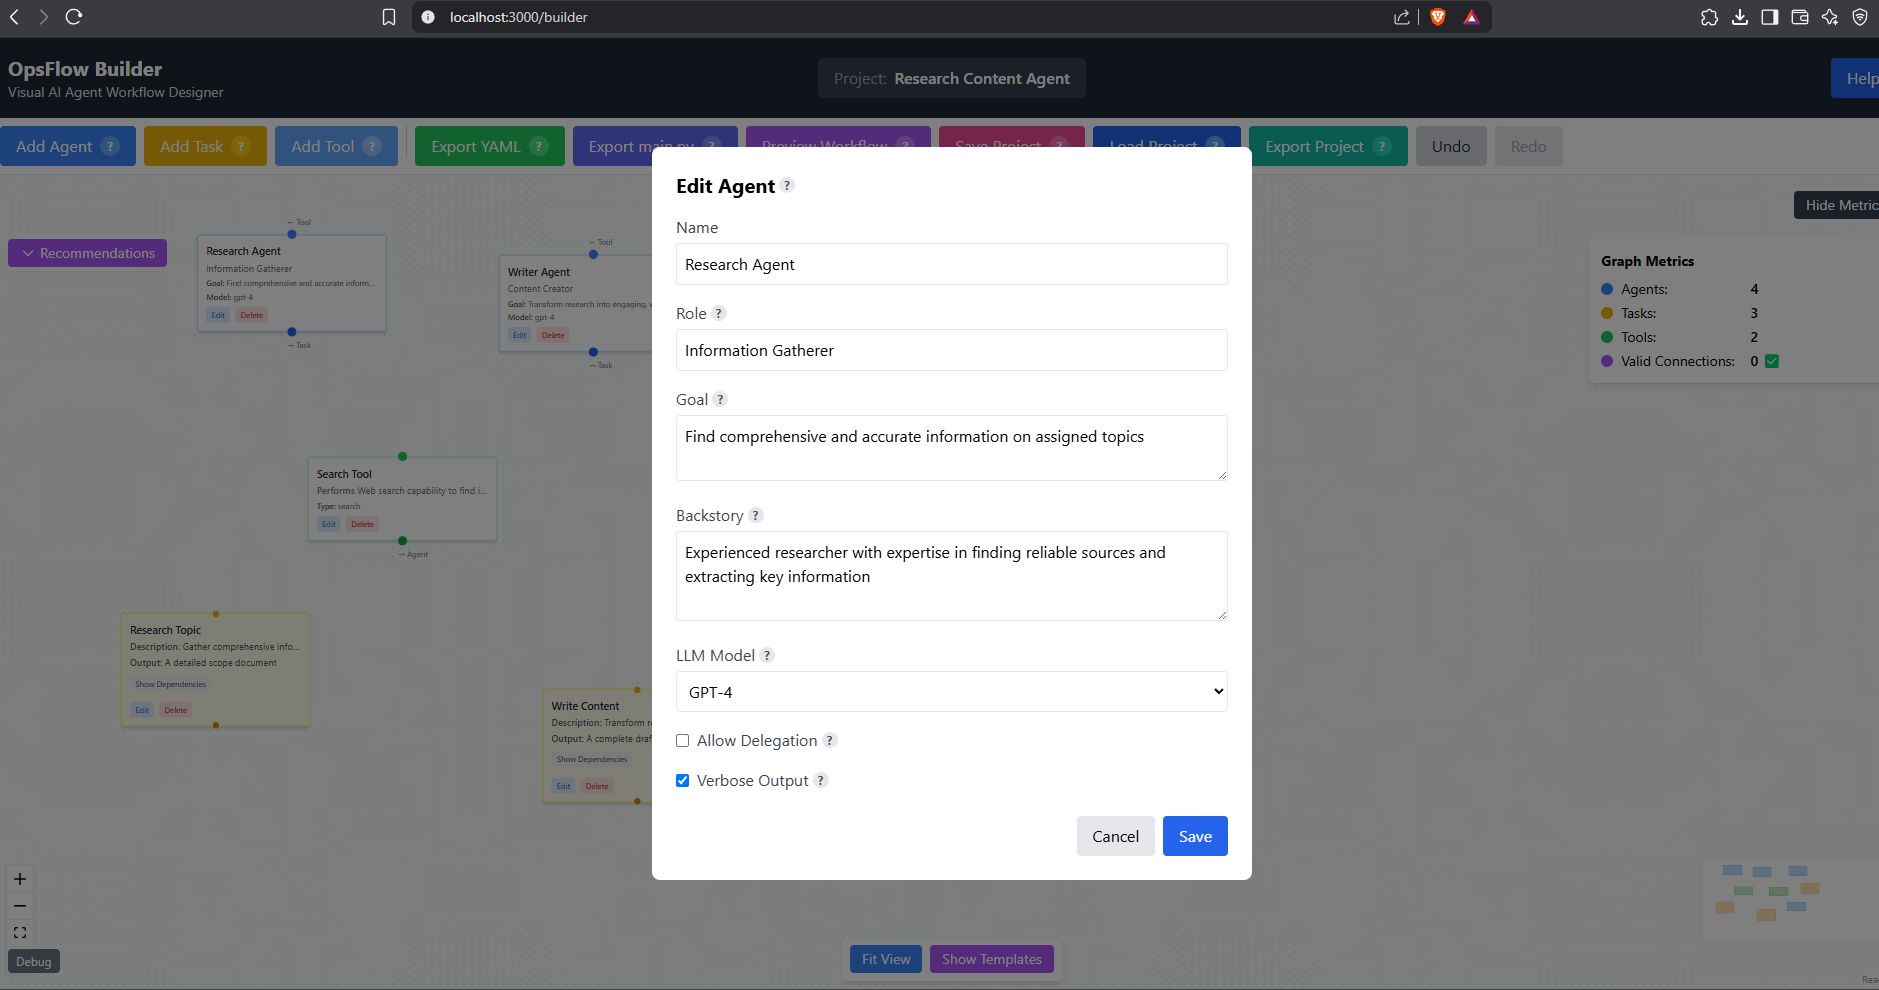 localhost:3000/builder
OpsFlow Builder
Visual AI Agent Workflow Designer
Project: Research Content Agent
Help
Add Agent ?
Add Task ?
Add Tool ?
Export YAML ?
Export main.py ?
Preview Workflow ?
Save Project ?
Load Project ?
Export Project ?
Undo
Redo
Hide Metric
Recommendations
← Tool
Research Agent
Information Gatherer
Goal: Find comprehensive and accurate inform...
Model: gpt-4
Edit Delete
→ Task
← Tool
Writer Agent
Content Creator
Goal: Transform research into engaging,
Model: gpt-4
Edit Delete
→ Task
Search Tool
Performs Web search capability to find i...
Type: search
Edit Delete
→ Agent
Research Topic
Description: Gather comprehensive info...
Output: A detailed scope document
Show Dependencies
Edit Delete
Write Content
Description: Transform r
Output: A complete draf
Show Dependencies
Edit Delete
Edit Agent ?
Name
Research Agent
Role ?
Information Gatherer
Goal ?
Find comprehensive and accurate information on assigned topics
Backstory ?
Experienced researcher with expertise in finding reliable sources and
extracting key information
LLM Model ?
GPT-4
Allow Delegation ?
Verbose Output ?
Cancel
Save
Graph Metrics
Agents: 4
Tasks: 3
Tools: 2
Valid Connections: 0
Debug
Fit View
Show Templates
Rea